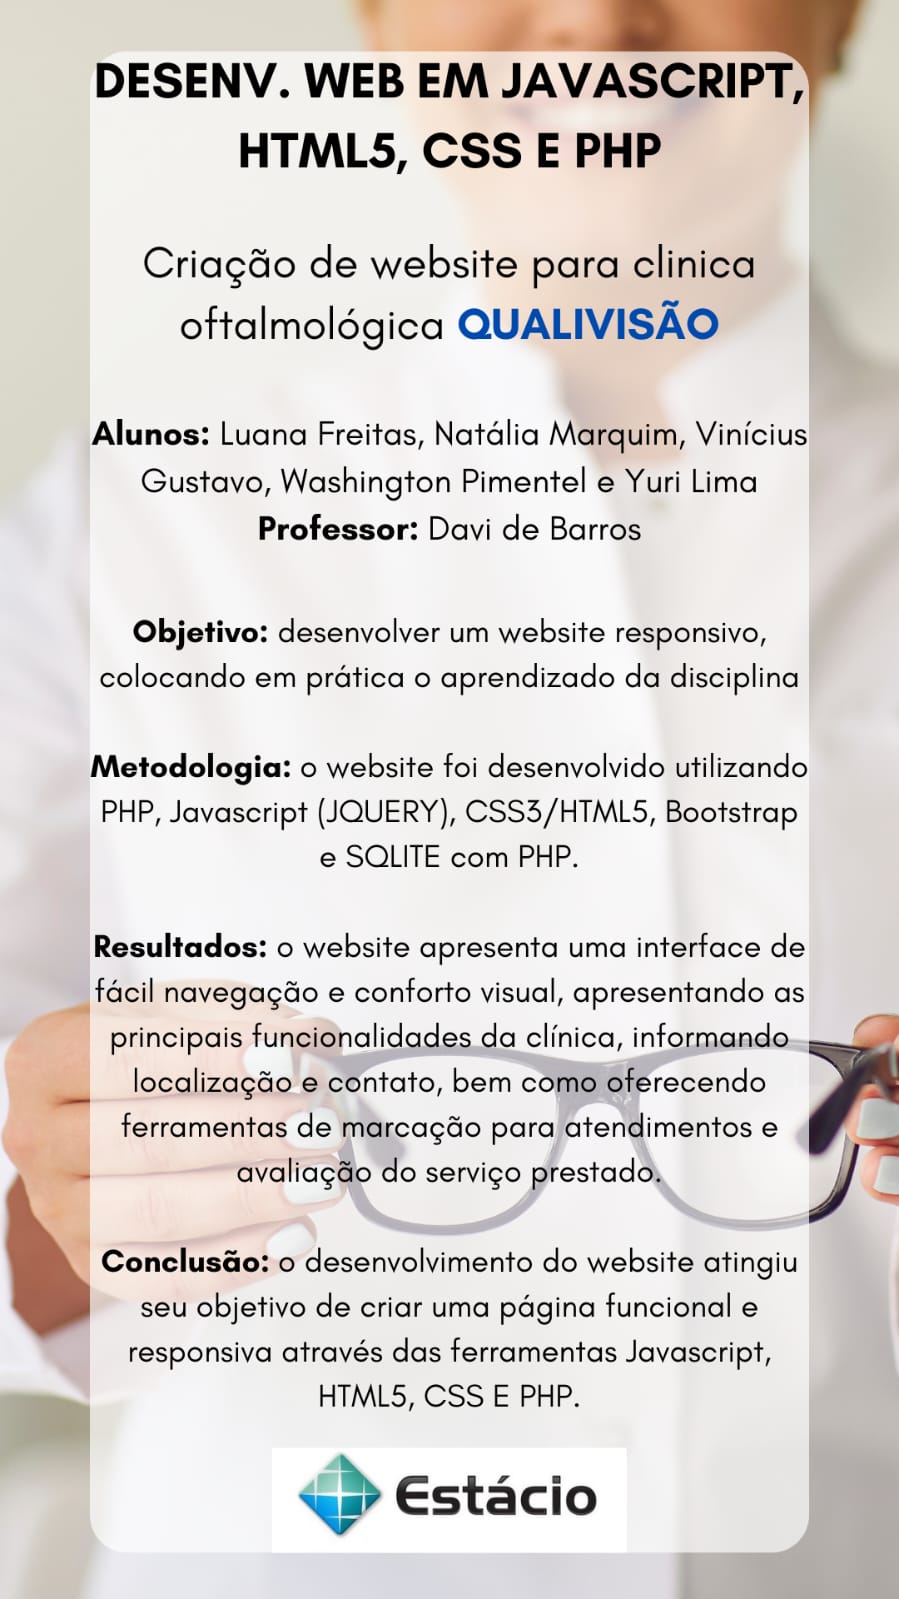 DESENV. WEB EM JAVASCRIPT,
HTML5, CSS E PHP
Criação de website para clinica
oftalmológica QUALIVISÃO
Alunos: Luana Freitas, Natália Marquim, Vinícius
Gustavo, Washington Pimentel e Yuri Lima
Professor: Davi de Barros
Objetivo: desenvolver um website responsivo,
colocando em prática o aprendizado da disciplina
Metodologia: o website foi desenvolvido utilizando
PHP, Javascript (JQUERY), CSS3/HTML5, Bootstrap
e SQLITE com PHP.
Resultados: o website apresenta uma interface de
fácil navegação e conforto visual, apresentando as
principais funcionalidades da clínica, informando
localização e contato, bem como oferecendo
ferramentas de marcação para atendimentos e
avaliação do serviço prestado.
Conclusão: o desenvolvimento do website atingiu
seu objetivo de criar uma página funcional e
responsiva através das ferramentas Javascript,
HTML5, CSS E PHP.
Estácio